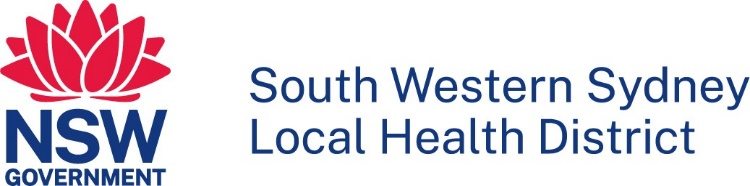 NSW
GOVERNMENT
South Western Sydney
Local Health District